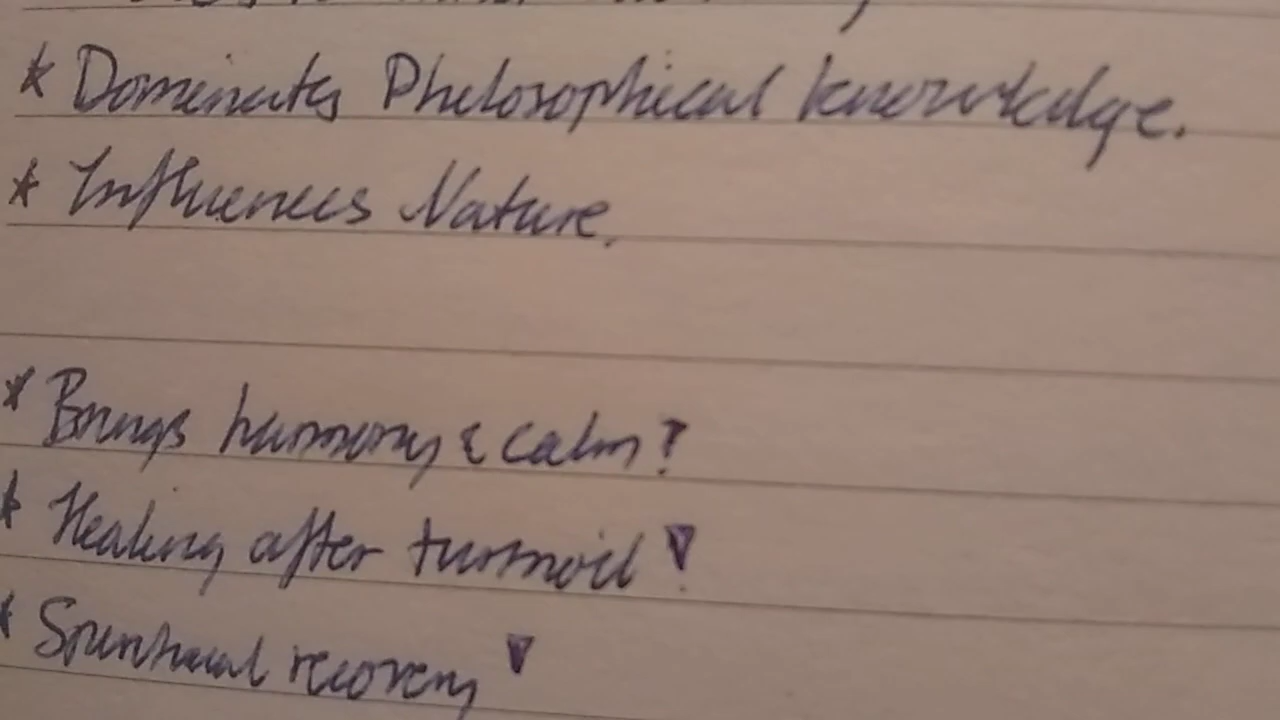 * Dominates Philosophical knowledge.
* Influences Nature.
* Brings harmony & calm?
* Healing after turmoil!
* Spiritual recovery!